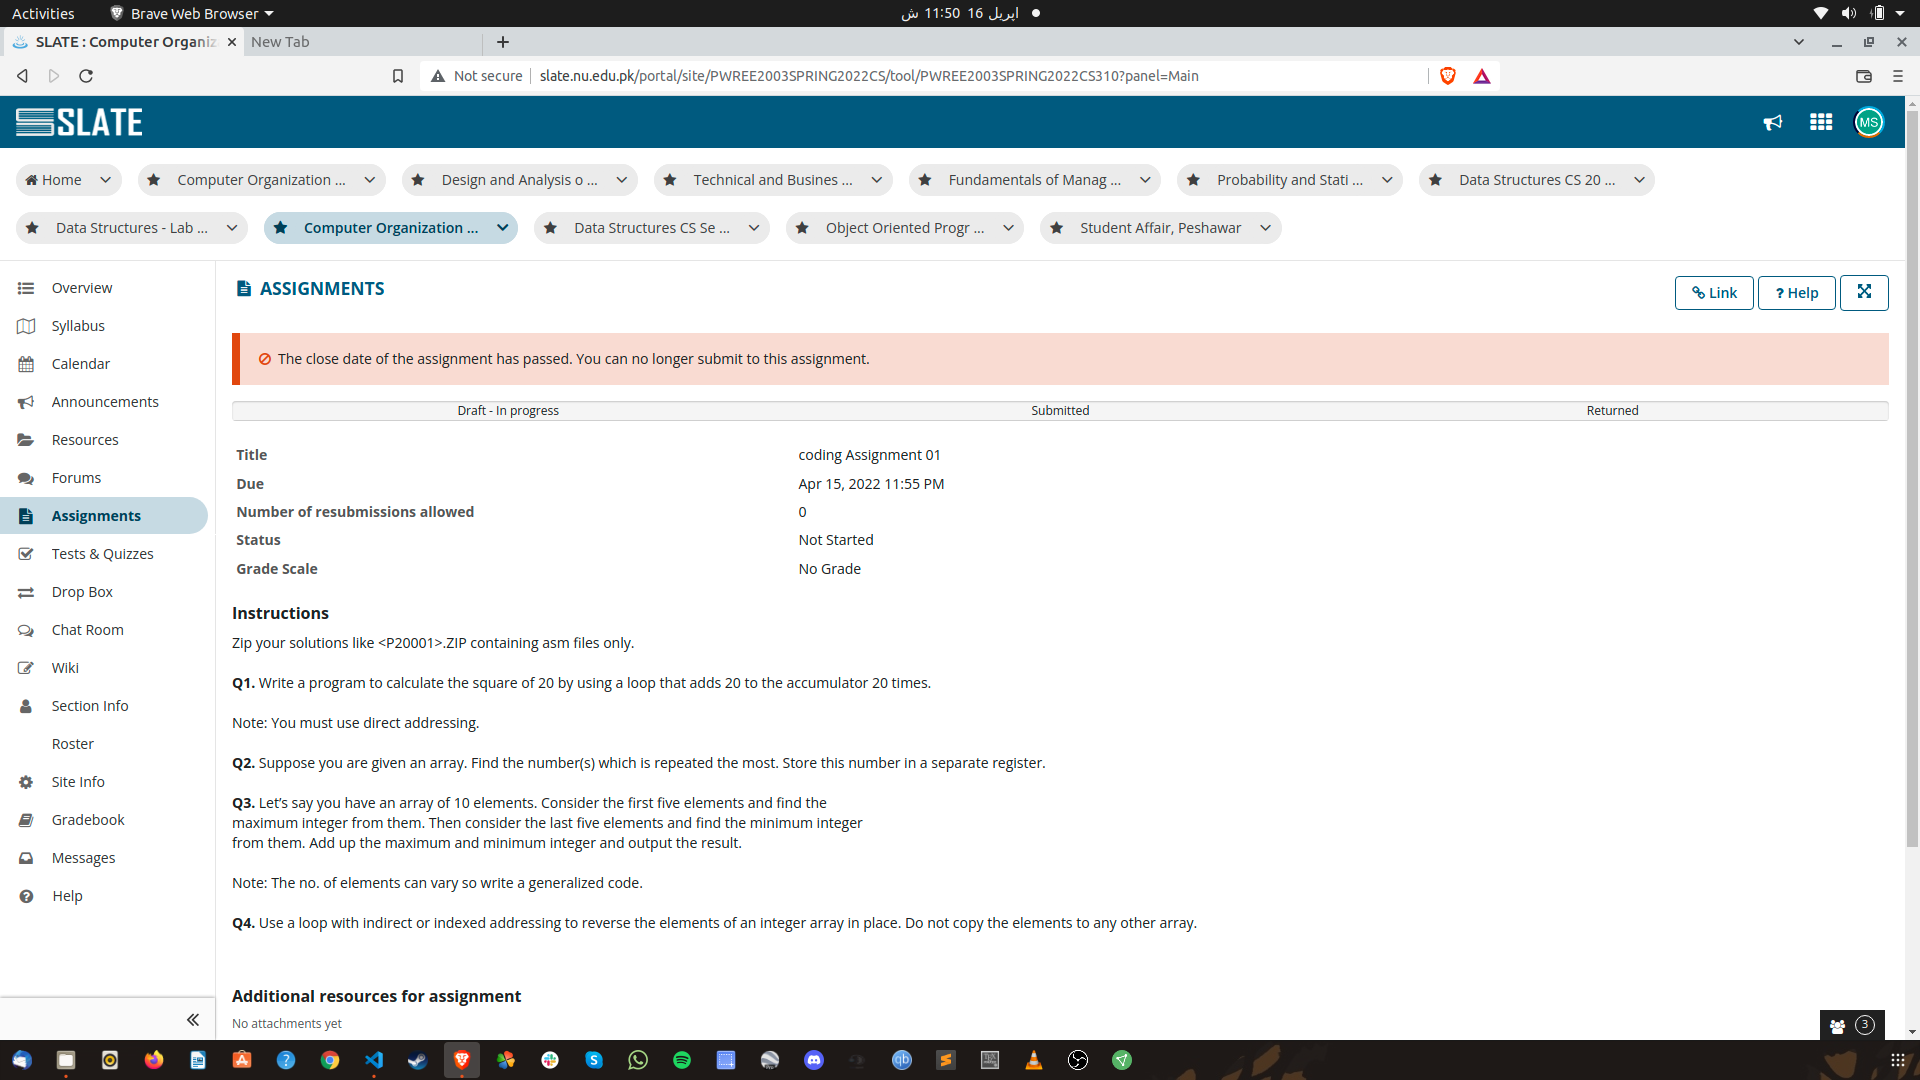 Activities
Brave Web Browser
اپریل 16  11:50 ش
SLATE : Computer Organiz
New Tab
Not secure
slate.nu.edu.pk/portal/site/PWREE2003SPRING2022CS/tool/PWREE2003SPRING2022CS310?panel=Main
SLATE
MS
Home
Computer Organization ...
Design and Analysis o ...
Technical and Busines ...
Fundamentals of Manag ...
Probability and Stati ...
Data Structures CS 20 ...
Data Structures - Lab ...
Computer Organization ...
Data Structures CS Se ...
Object Oriented Progr ...
Student Affair, Peshawar
Overview
Syllabus
Calendar
Announcements
Resources
Forums
Assignments
Tests & Quizzes
Drop Box
Chat Room
Wiki
Section Info
Roster
Site Info
Gradebook
Messages
Help
ASSIGNMENTS
Link
? Help
The close date of the assignment has passed. You can no longer submit to this assignment.
Draft - In progress
Submitted
Returned
Title
coding Assignment 01
Due
Apr 15, 2022 11:55 PM
Number of resubmissions allowed
0
Status
Not Started
Grade Scale
No Grade
Instructions
Zip your solutions like <P20001>.ZIP containing asm files only.
Q1. Write a program to calculate the square of 20 by using a loop that adds 20 to the accumulator 20 times.
Note: You must use direct addressing.
Q2. Suppose you are given an array. Find the number(s) which is repeated the most. Store this number in a separate register.
Q3. Let’s say you have an array of 10 elements. Consider the first five elements and find the
maximum integer from them. Then consider the last five elements and find the minimum integer
from them. Add up the maximum and minimum integer and output the result.
Note: The no. of elements can vary so write a generalized code.
Q4. Use a loop with indirect or indexed addressing to reverse the elements of an integer array in place. Do not copy the elements to any other array.
Additional resources for assignment
No attachments yet
3
qb